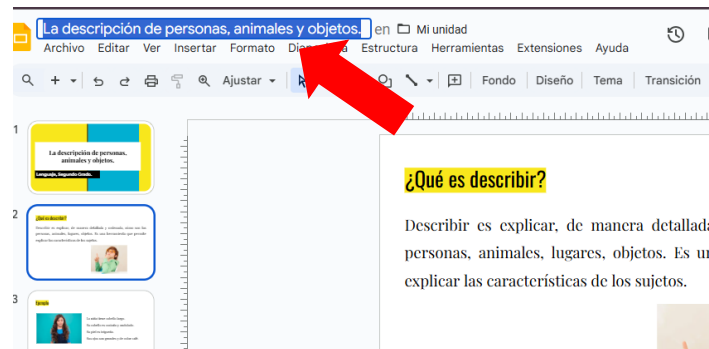 La descripción de personas, animales y objetos. en Mi unidad
Archivo Editar Ver Insertar Formato Estructura Herramientas Extensiones Ayuda
Ajustar Fondo Diseño Tema Transición
1
La descripción de personas,
animales y objetos.
Lenguaje, Segundo Grado.
2
¿Qué es describir?
3
Ejemplo
¿Qué es describir?
Describir es explicar, de manera
personas, animales, lugares, objetos. Es
explicar las características de los sujetos.